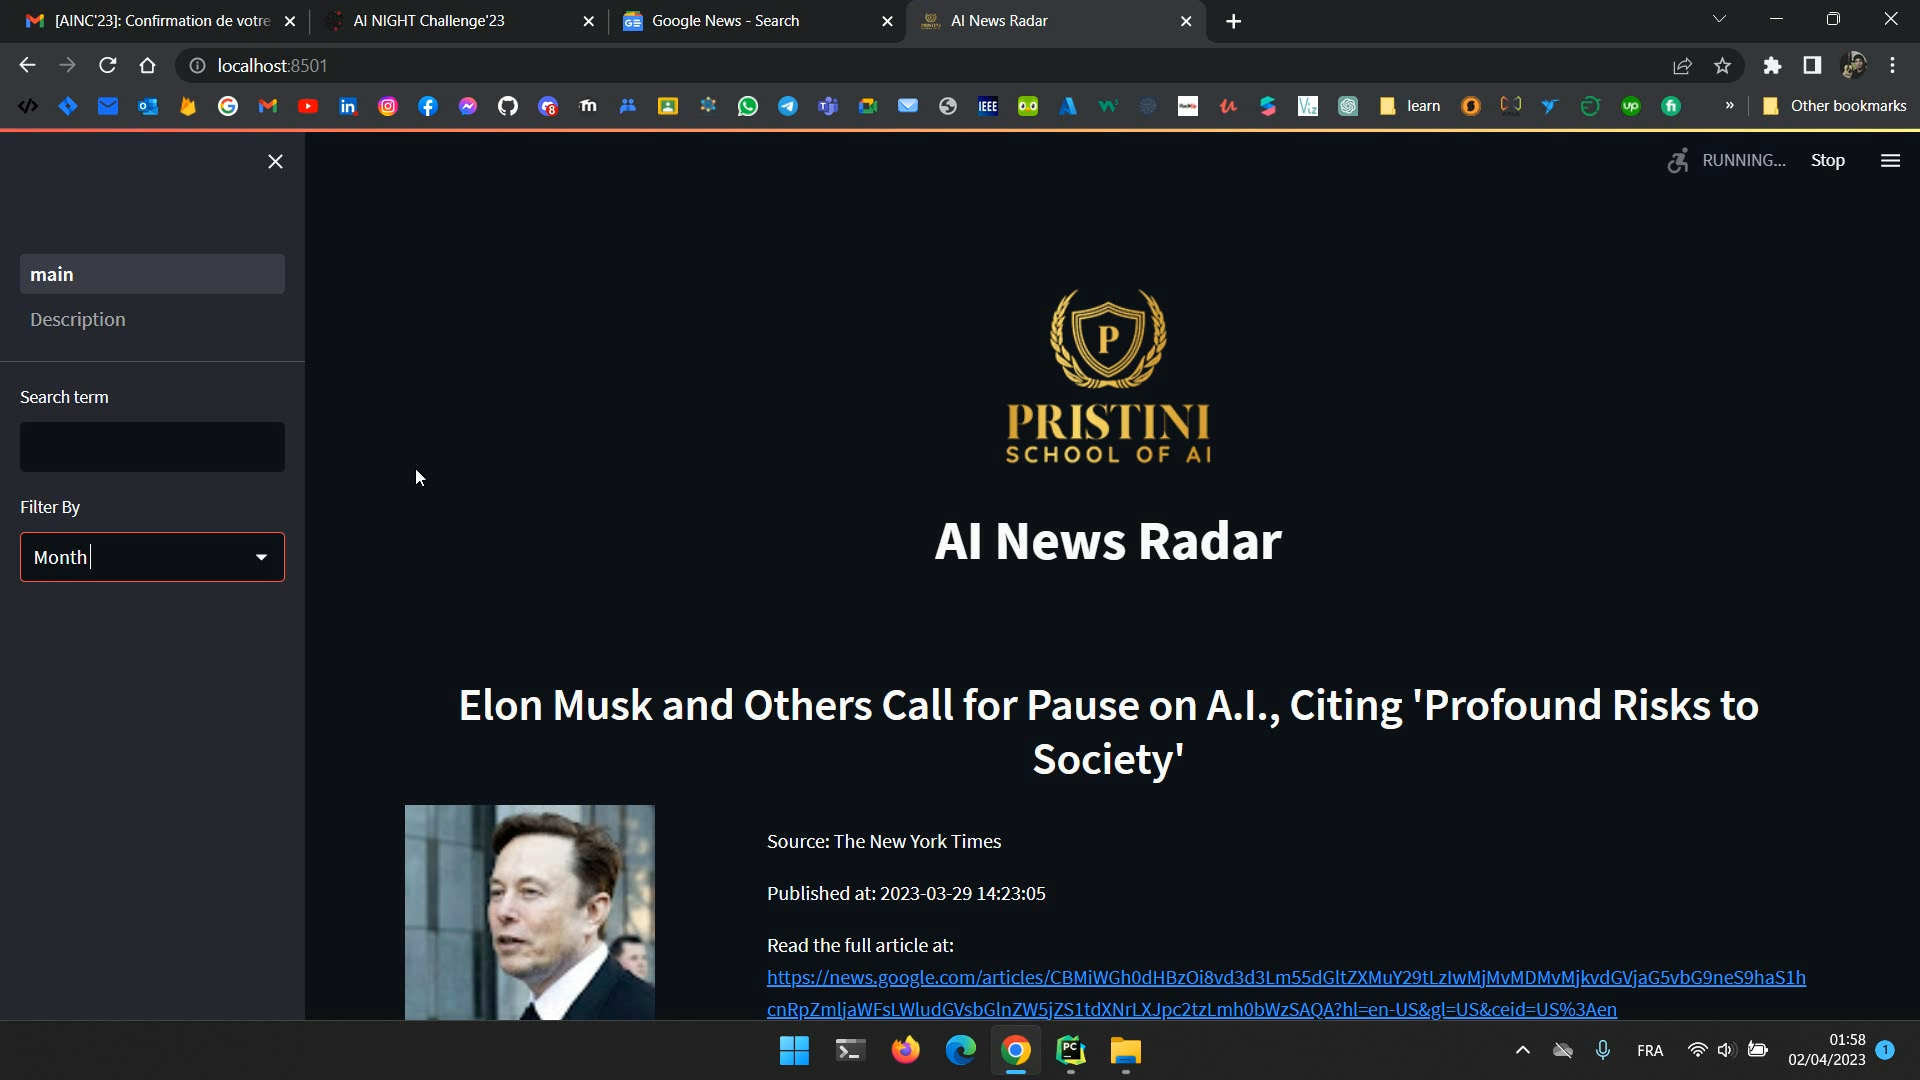 [AINC'23]: Confirmation de votre
AI NIGHT Challenge'23
Google News - Search
AI News Radar
localhost:8501
learn
Other bookmarks
RUNNING...
Stop
main
Description
Search term
Filter By
Month
P
PRISTINI
SCHOOL OF AI
AI News Radar
Elon Musk and Others Call for Pause on A.I., Citing 'Profound Risks to
Society'
Source: The New York Times
Published at: 2023-03-29 14:23:05
Read the full article at:
https://news.google.com/articles/CBMiWGh0dHBzOi8vd3d3Lm55dGltZXMuY29tLzIwMjMvMDMvMjkvdGVjaG5vbG9neS9haS1h
cnRpZmljaWFsLWludGVsbGlnZW5jZS1tdXNrLXJpc2tzLmh0bWzSAQA?hl=en-US&gl=US&ceid=US%3Aen
FRA
01:58
02/04/2023
1